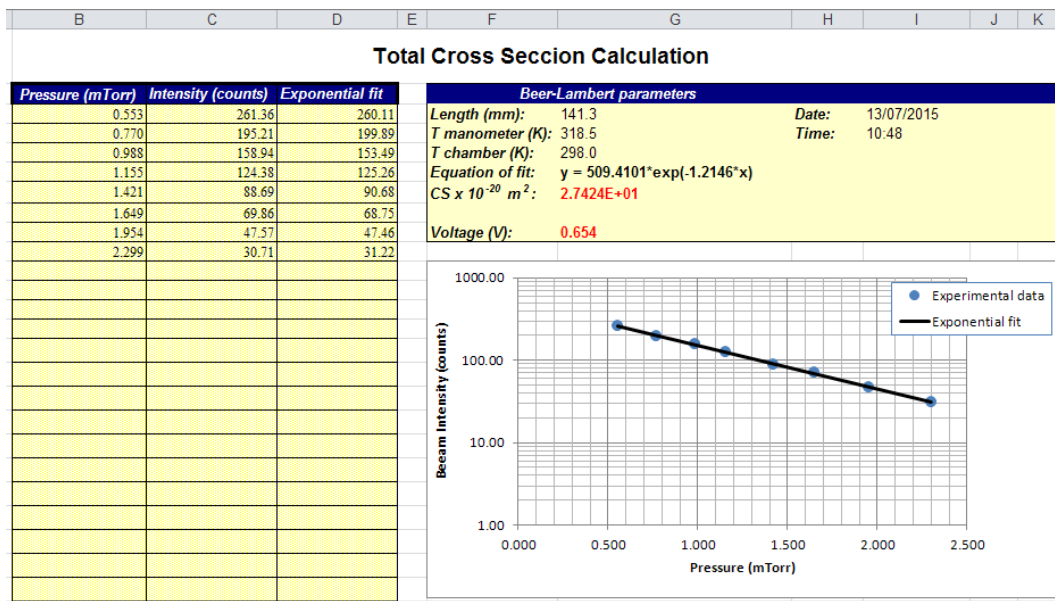 B C D E F G H I J K
Total Cross Seccion Calculation
Pressure (mTorr) Intensity (counts) Exponential fit
0.553 261.36 260.11
0.770 195.21 199.89
0.988 158.94 153.49
1.155 124.38 125.26
1.421 88.69 90.68
1.649 69.86 68.75
1.954 47.57 47.46
2.299 30.71 31.22
Beer-Lambert parameters
Length (mm): 141.3 Date: 13/07/2015
T manometer (K): 318.5 Time: 10:48
T chamber (K): 298.0
Equation of fit: y = 509.4101*exp(-1.2146*x)
CS x 10⁻²⁰ m²: 2.7424E+01
Voltage (V): 0.654
1000.00
100.00
10.00
1.00
Beeam Intensity (counts)
0.000 0.500 1.000 1.500 2.000 2.500
Pressure (mTorr)
Experimental data
Exponential fit